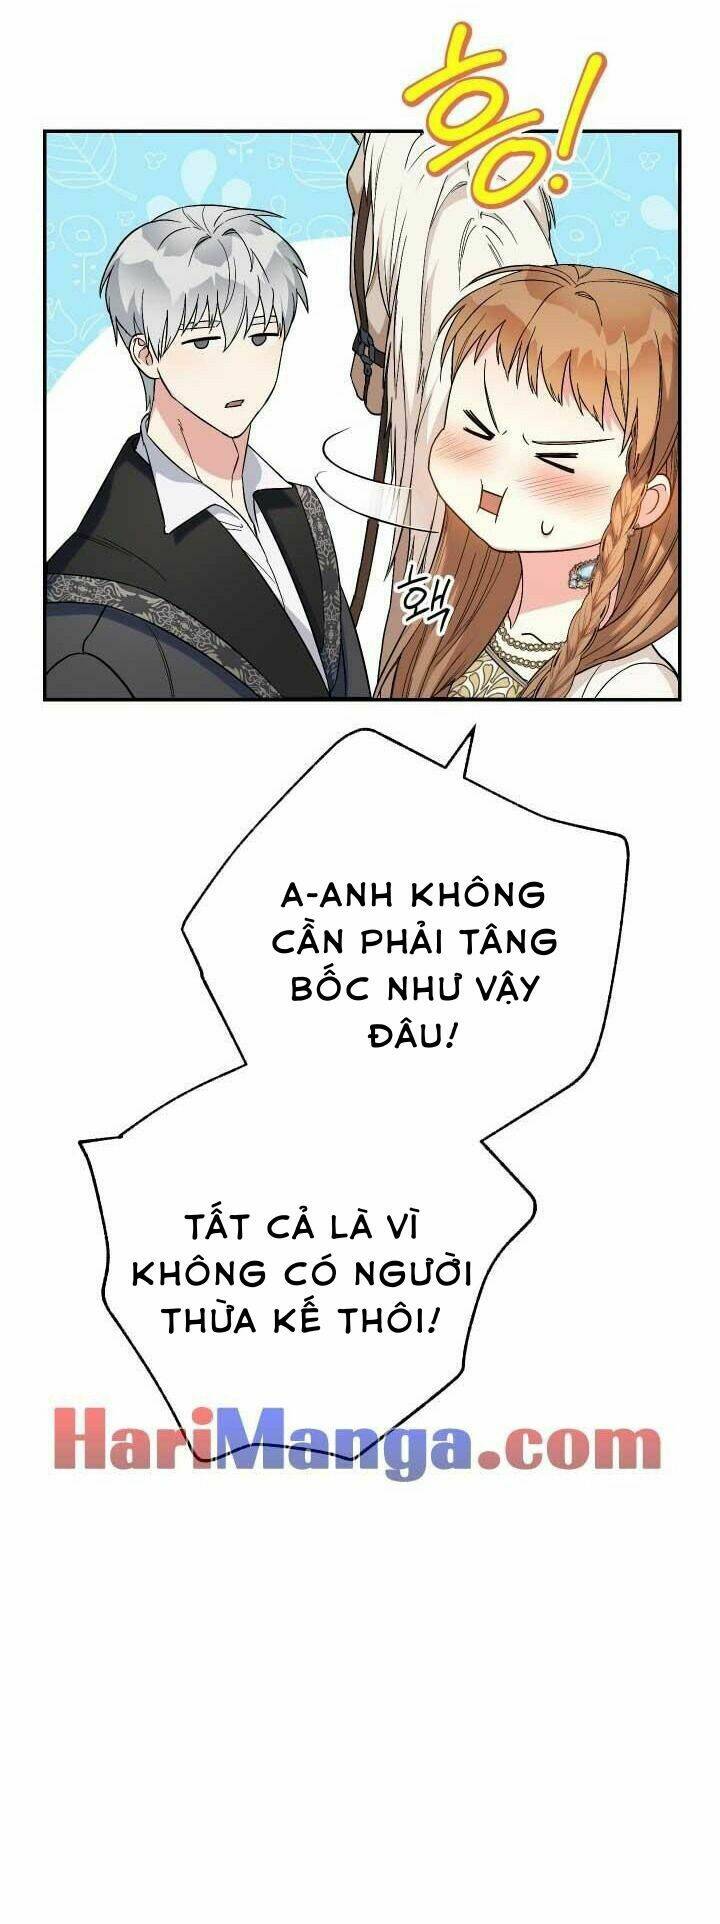 흥!
홱
A-ANH KHÔNG
CẦN PHẢI TÂNG
BỐC NHƯ VẬY
ĐÂU!
TẤT CẢ LÀ VÌ
KHÔNG CÓ NGƯỜI
THỪA KẾ THÔI!
HariManga.com